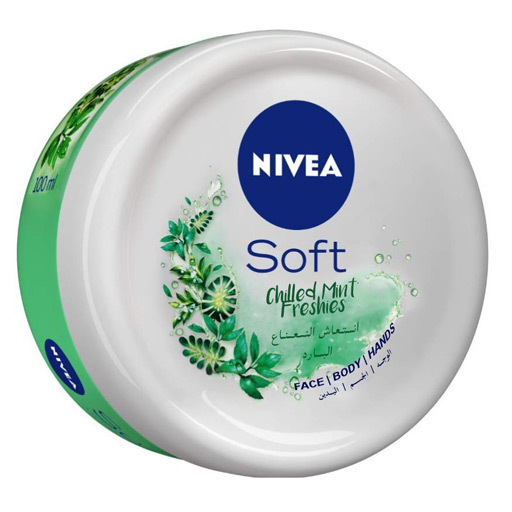 NIVEA
Soft
Chilled Mint
Freshies
انتعاش النعناع
البارد
FACE | BODY | HANDS
الوجه | الجسم | اليدين
100 ml
NIVEA